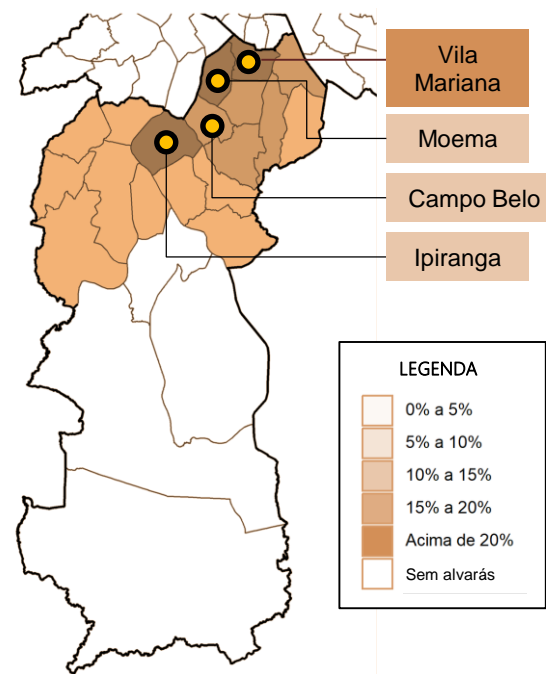 Vila
Mariana
Moema
Campo Belo
Ipiranga
LEGENDA
0% a 5%
5% a 10%
10% a 15%
15% a 20%
Acima de 20%
Sem alvarás